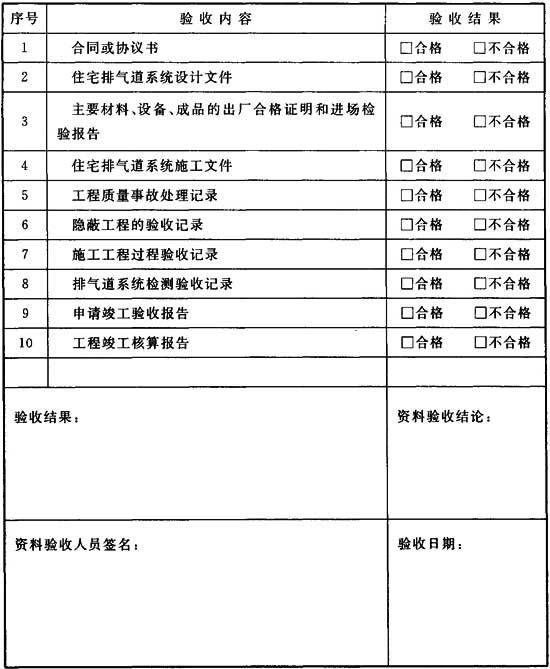 序号 验收内容 验收结果
1 合同或协议书 □合格 □不合格
2 住宅排气道系统设计文件 □合格 □不合格
3 主要材料、设备、成品的出厂合格证明和进场检
验报告 □合格 □不合格
4 住宅排气道系统施工文件 □合格 □不合格
5 工程质量事故处理记录 □合格 □不合格
6 隐蔽工程的验收记录 □合格 □不合格
7 施工工程过程验收记录 □合格 □不合格
8 排气道系统检测验收记录 □合格 □不合格
9 申请竣工验收报告 □合格 □不合格
10 工程竣工核算报告 □合格 □不合格
验收结果： 资料验收结论：
资料验收人员签名： 验收日期：